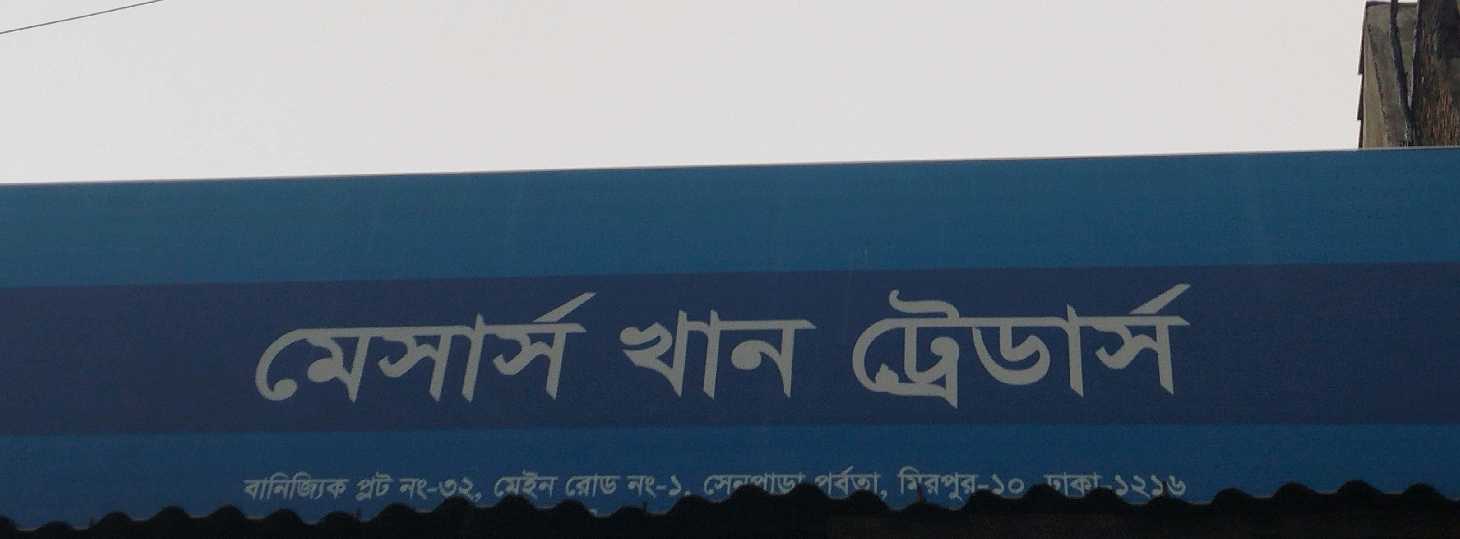 মেসার্স খান ট্রেডার্স
বানিজ্যিক প্লট নং-৩২, মেইন রোড নং-১, সেনপাড়া পর্বতা, মিরপুর-১০ ঢাকা-১২১৬